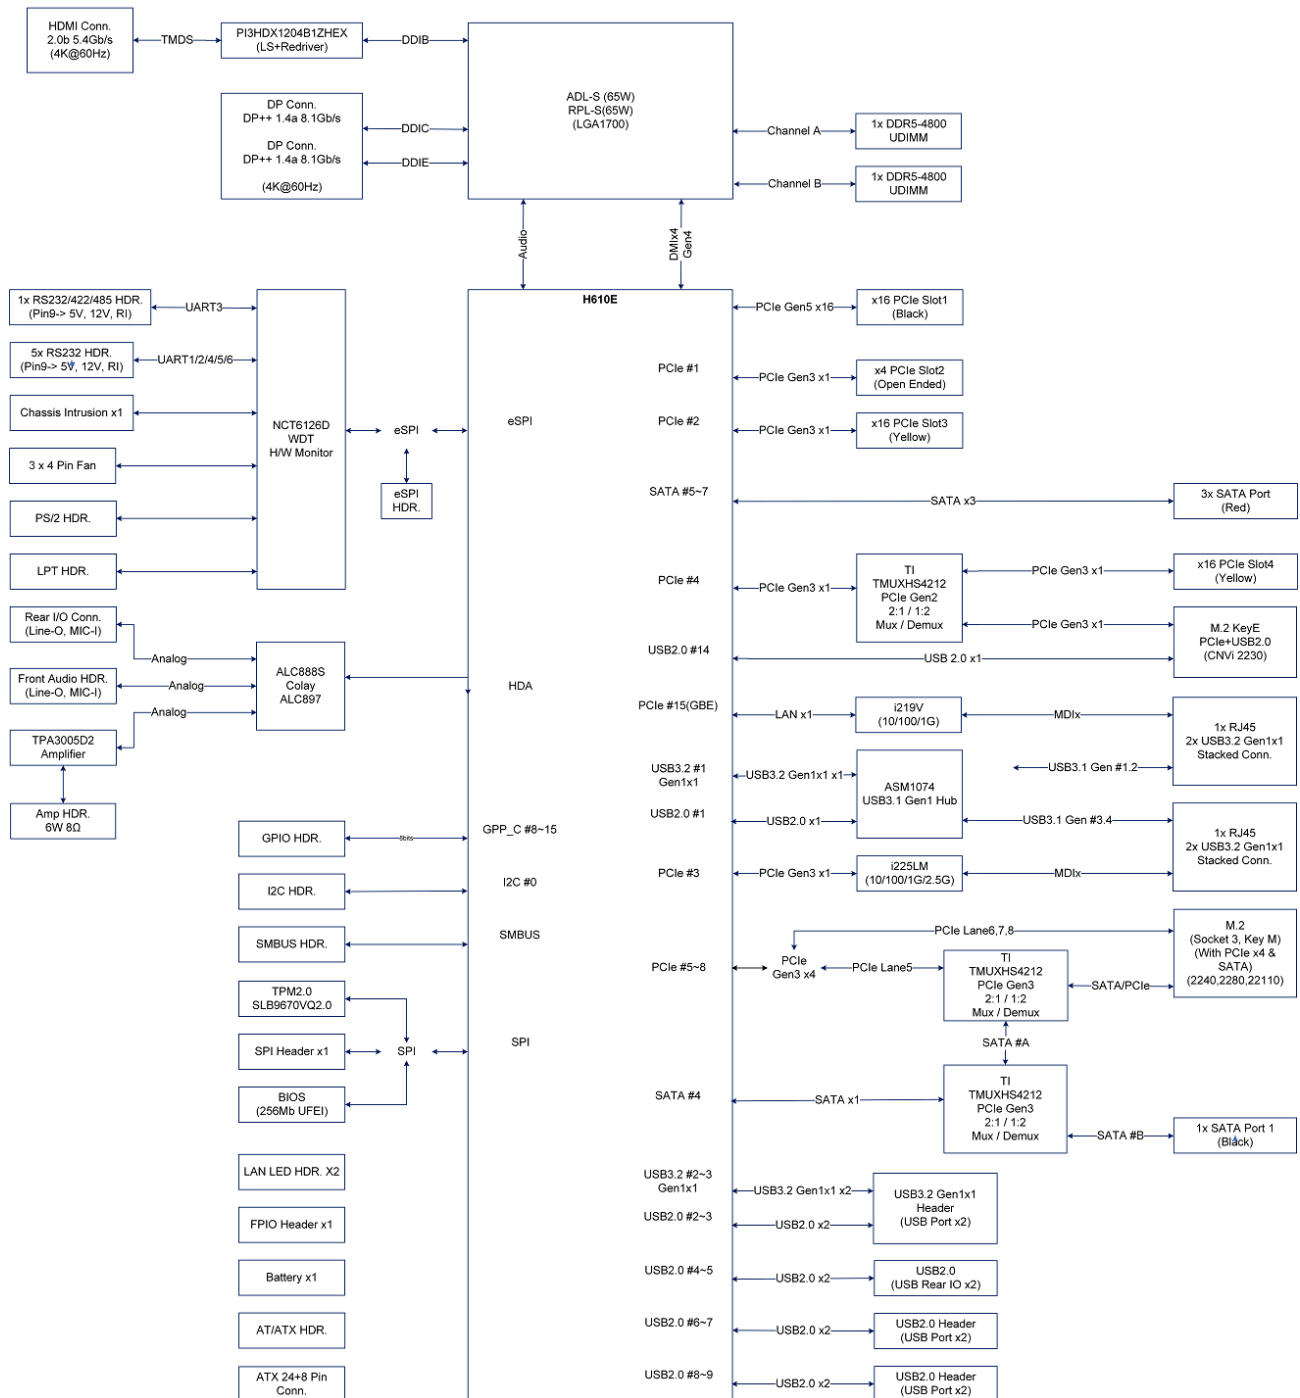 HDMI Conn.
2.0b 5.4Gb/s
(4K@60Hz)
TMDS
PI3HDX1204B1ZHEX
(LS+Redriver)
DDIB
DP Conn.
DP++ 1.4a 8.1Gb/s
DP Conn.
DP++ 1.4a 8.1Gb/s
(4K@60Hz)
DDIC
DDIE
ADL-S (65W)
RPL-S(65W)
(LGA1700)
Channel A
1x DDR5-4800
UDIMM
Channel B
1x DDR5-4800
UDIMM
Audio
DMIx4
Gen4
1x RS232/422/485 HDR.
(Pin9-> 5V, 12V, RI)
UART3
5x RS232 HDR.
(Pin9-> 5V, 12V, RI)
UART1/2/4/5/6
Chassis Intrusion x1
3 x 4 Pin Fan
PS/2 HDR.
LPT HDR.
NCT6126D
WDT
H/W Monitor
eSPI
eSPI
HDR.
Rear I/O Conn.
(Line-O, MIC-I)
Analog
Front Audio HDR.
(Line-O, MIC-I)
Analog
Analog
TPA3005D2
Amplifier
Amp HDR.
6W 8Ω
ALC888S
Colay
ALC897
GPIO HDR.
8bits
I2C HDR.
SMBUS HDR.
TPM2.0
SLB9670VQ2.0
SPI Header x1
SPI
BIOS
(256Mb UFEI)
LAN LED HDR. X2
FPIO Header x1
Battery x1
AT/ATX HDR.
ATX 24+8 Pin
Conn.
H610E
eSPI
HDA
GPP_C #8~15
I2C #0
SMBUS
SPI
PCIe Gen5 x16
x16 PCIe Slot1
(Black)
PCIe #1
PCIe Gen3 x1
x4 PCIe Slot2
(Open Ended)
PCIe #2
PCIe Gen3 x1
x16 PCIe Slot3
(Yellow)
SATA #5~7
SATA x3
3x SATA Port
(Red)
PCIe #4
PCIe Gen3 x1
TI
TMUXHS4212
PCIe Gen2
2:1 / 1:2
Mux / Demux
PCIe Gen3 x1
x16 PCIe Slot4
(Yellow)
PCIe Gen3 x1
M.2 KeyE
PCIe+USB2.0
(CNVi 2230)
USB2.0 #14
USB 2.0 x1
PCIe #15(GBE)
LAN x1
i219V
(10/100/1G)
MDIx
1x RJ45
2x USB3.2 Gen1x1
Stacked Conn.
USB3.2 #1
Gen1x1
USB3.2 Gen1x1 x1
ASM1074
USB3.1 Gen1 Hub
USB3.1 Gen #1.2
USB2.0 #1
USB2.0 x1
USB3.1 Gen #3.4
1x RJ45
2x USB3.2 Gen1x1
Stacked Conn.
PCIe #3
PCIe Gen3 x1
i225LM
(10/100/1G/2.5G)
MDIx
PCIe #5~8
PCIe
Gen3 x4
PCIe Lane6,7,8
PCIe Lane5
TI
TMUXHS4212
PCIe Gen3
2:1 / 1:2
Mux / Demux
SATA/PCIe
M.2
(Socket 3, Key M)
(With PCIe x4 &
SATA)
(2240,2280,22110)
SATA #A
SATA #4
SATA x1
TI
TMUXHS4212
PCIe Gen3
2:1 / 1:2
Mux / Demux
SATA #B
1x SATA Port 1
(Black)
USB3.2 #2~3
Gen1x1
USB3.2 Gen1x1 x2
USB3.2 Gen1x1
Header
(USB Port x2)
USB2.0 #2~3
USB2.0 x2
USB2.0 #4~5
USB2.0 x2
USB2.0
(USB Rear IO x2)
USB2.0 #6~7
USB2.0 x2
USB2.0 Header
(USB Port x2)
USB2.0 #8~9
USB2.0 x2
USB2.0 Header
(USB Port x2)